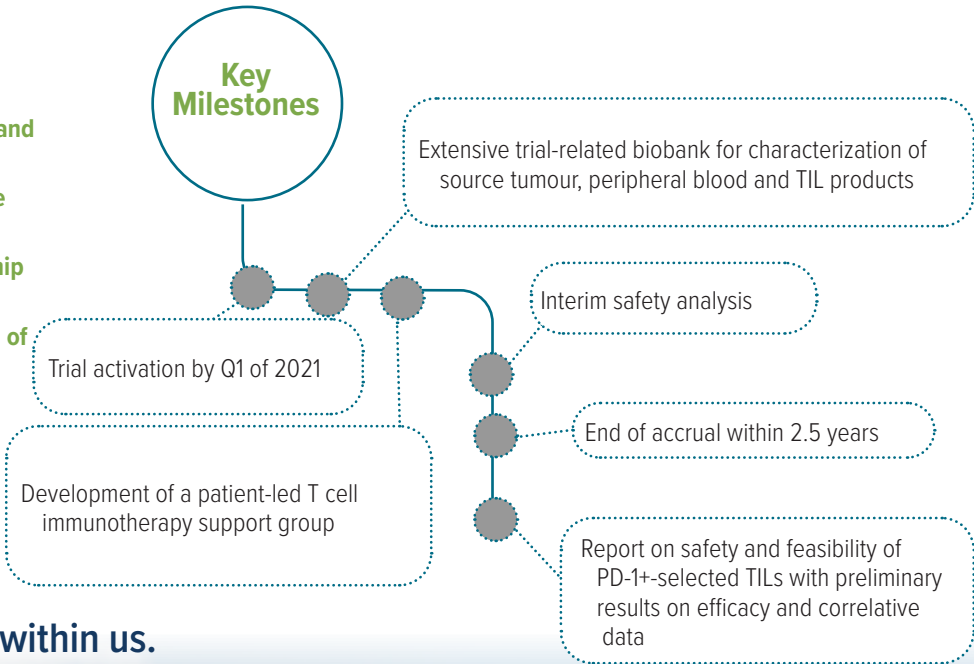 Key
Milestones
and
e
hip
of
Extensive trial-related biobank for characterization of
source tumour, peripheral blood and TIL products
Interim safety analysis
Trial activation by Q1 of 2021
End of accrual within 2.5 years
Development of a patient-led T cell
immunotherapy support group
Report on safety and feasibility of
PD-1+-selected TILs with preliminary
results on efficacy and correlative
data
within us.